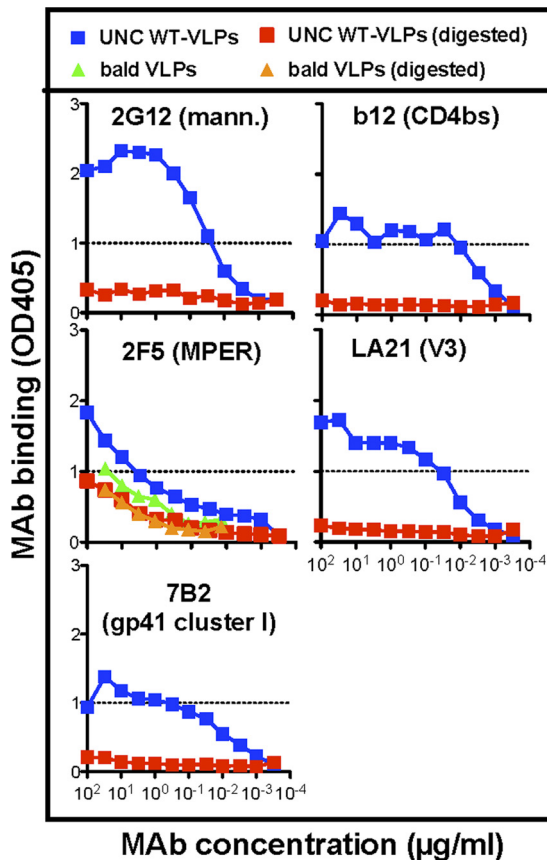 UNC WT-VLPs UNC WT-VLPs (digested)
bald VLPs bald VLPs (digested)
MAb binding (OD405)
2G12 (mann.) b12 (CD4bs)
3
2
1
0
2F5 (MPER) LA21 (V3)
3
2
1
0
10² 10¹ 10⁰ 10⁻¹ 10⁻² 10⁻³ 10⁻⁴
7B2
(gp41 cluster I)
3
2
1
0
10² 10¹ 10⁰ 10⁻¹ 10⁻² 10⁻³ 10⁻⁴
MAb concentration (µg/ml)